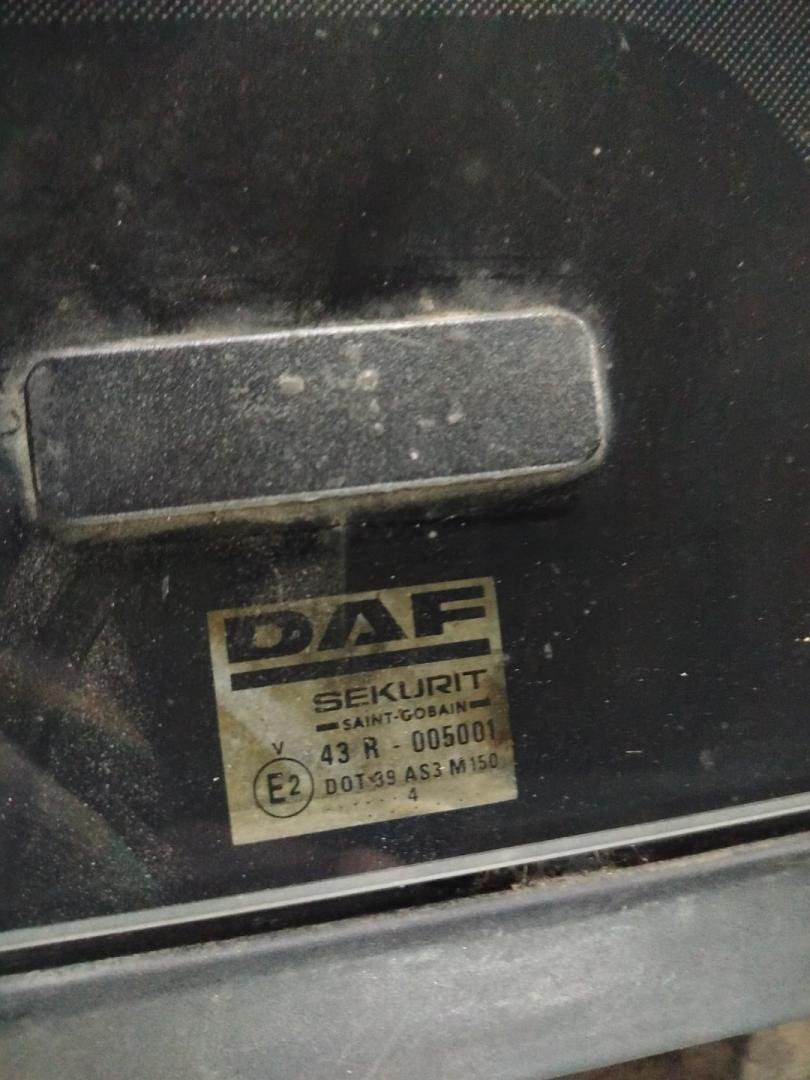 DAF
SEKURIT
SAINT-GOBAIN
V
43 R - 005001
E2
DOT 39 AS3 M150
4